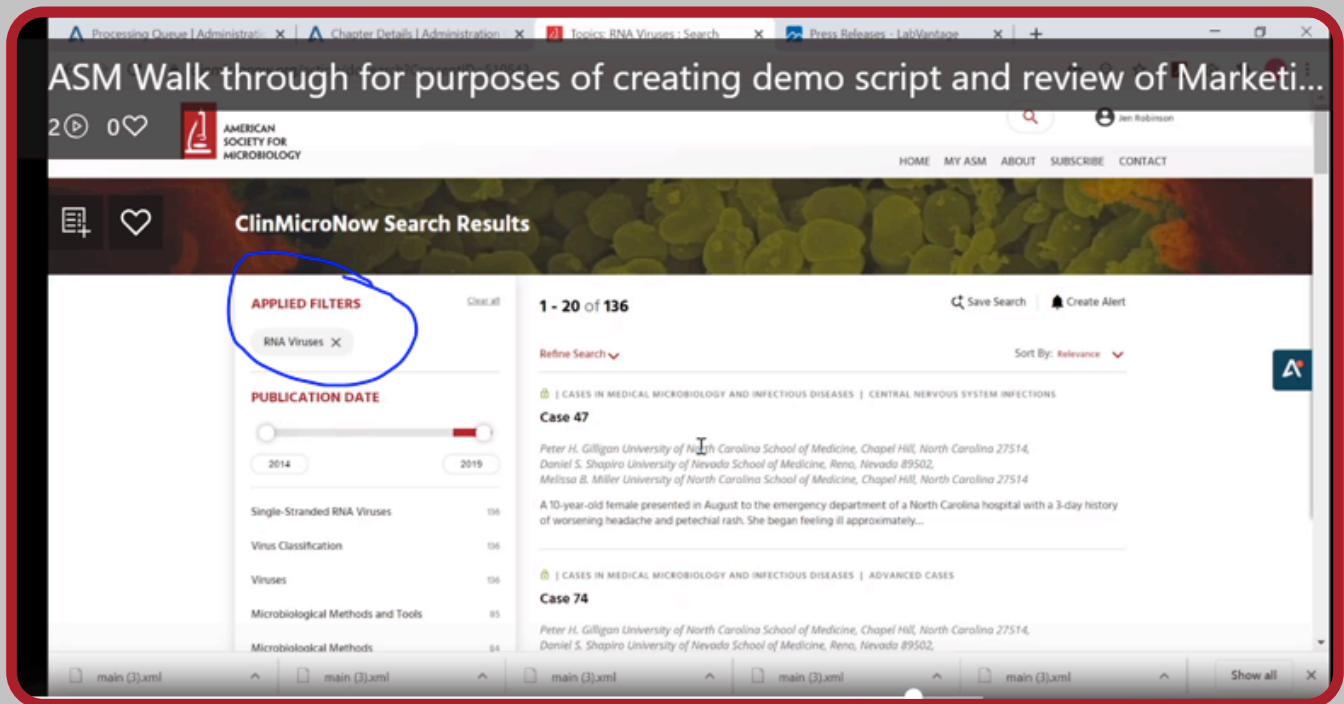 Processing Queue | Administrati
Chapter Details | Administration
Topics: RNA Viruses : Search
Press Releases - LabVantage
ASM Walk through for purposes of creating demo script and review of Marketi...
2 0
AMERICAN
SOCIETY FOR
MICROBIOLOGY
Jen Robinson
HOME MY ASM ABOUT SUBSCRIBE CONTACT
ClinMicroNow Search Results
APPLIED FILTERS
Clear all
RNA Viruses X
PUBLICATION DATE
2014 2019
Single-Stranded RNA Viruses 136
Virus Classification 136
Viruses 136
Microbiological Methods and Tools 85
Microbiological Methods 84
1 - 20 of 136
Save Search
Create Alert
Refine Search
Sort By: Relevance
| CASES IN MEDICAL MICROBIOLOGY AND INFECTIOUS DISEASES | CENTRAL NERVOUS SYSTEM INFECTIONS
Case 47
Peter H. Gilligan University of North Carolina School of Medicine, Chapel Hill, North Carolina 27514,
Daniel S. Shapiro University of Nevada School of Medicine, Reno, Nevada 89502,
Melissa B. Miller University of North Carolina School of Medicine, Chapel Hill, North Carolina 27514
A 10-year-old female presented in August to the emergency department of a North Carolina hospital with a 3-day history
of worsening headache and petechial rash. She began feeling ill approximately...
| CASES IN MEDICAL MICROBIOLOGY AND INFECTIOUS DISEASES | ADVANCED CASES
Case 74
Peter H. Gilligan University of North Carolina School of Medicine, Chapel Hill, North Carolina 27514,
Daniel S. Shapiro University of Nevada School of Medicine, Reno, Nevada 89502,
main (3).xml
main (3).xml
main (3).xml
main (3).xml
main (3).xml
Show all